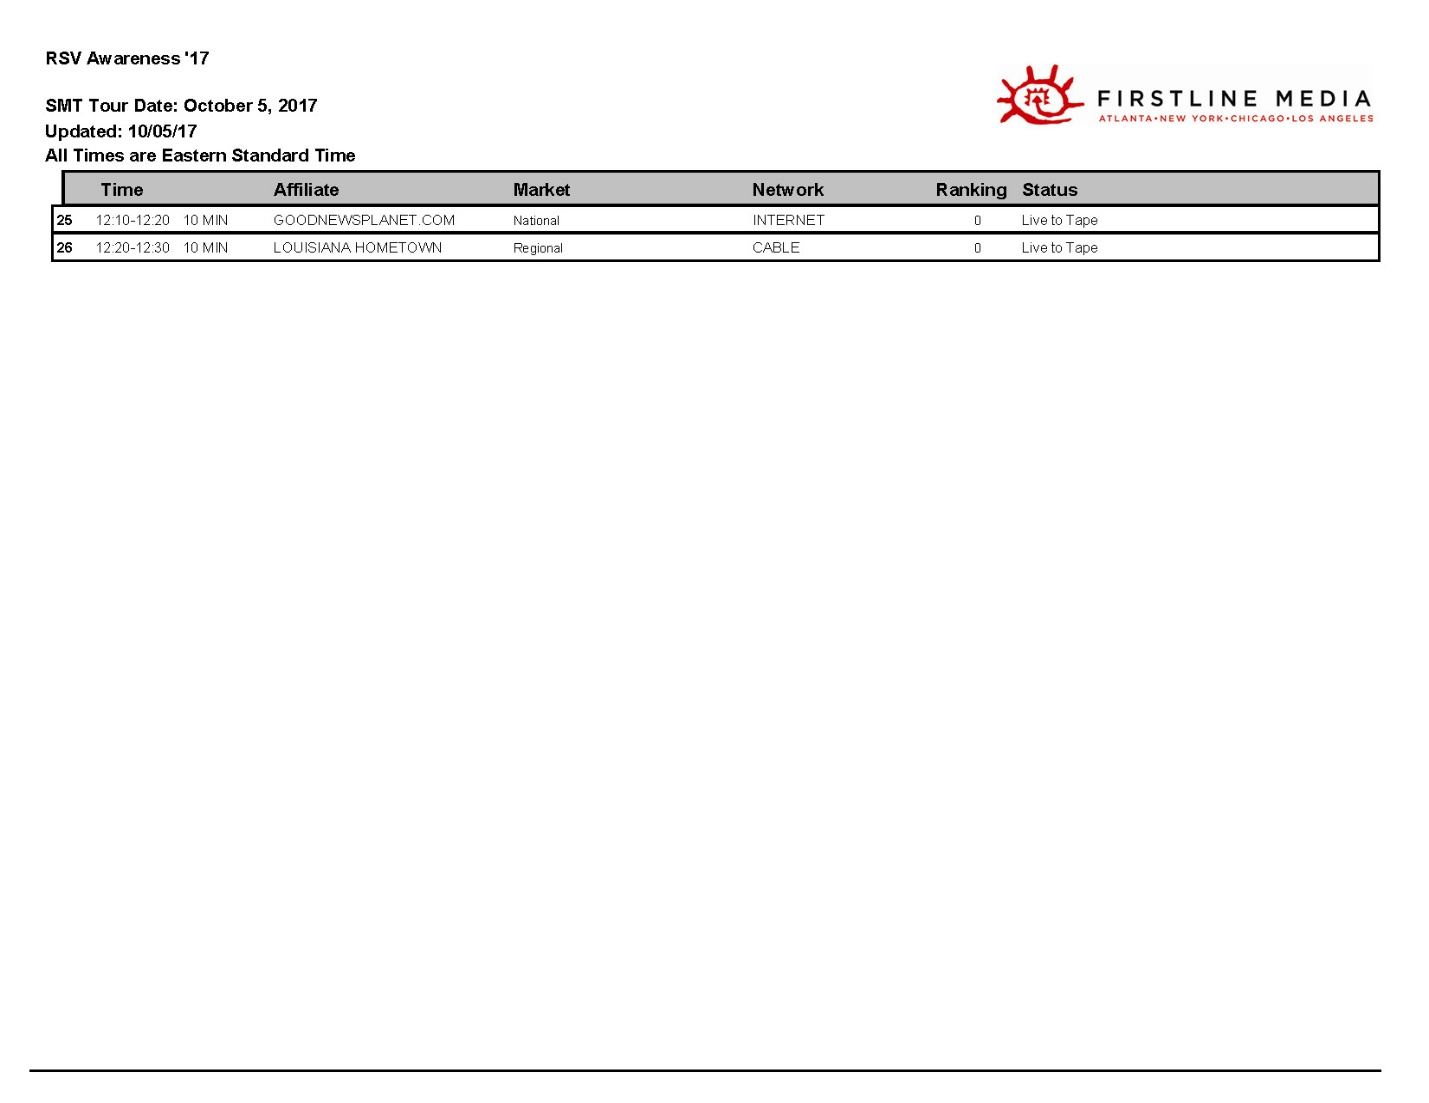 RSV Awareness '17
SMT Tour Date: October 5, 2017
Updated: 10/05/17
All Times are Eastern Standard Time
FIRSTLINE MEDIA
ATLANTA•NEW YORK•CHICAGO•LOS ANGELES
Time Affiliate Market Network Ranking Status
25 12:10-12:20 10 MIN GOODNEWSPLANET.COM National INTERNET 0 Live to Tape
26 12:20-12:30 10 MIN LOUISIANA HOMETOWN Regional CABLE 0 Live to Tape